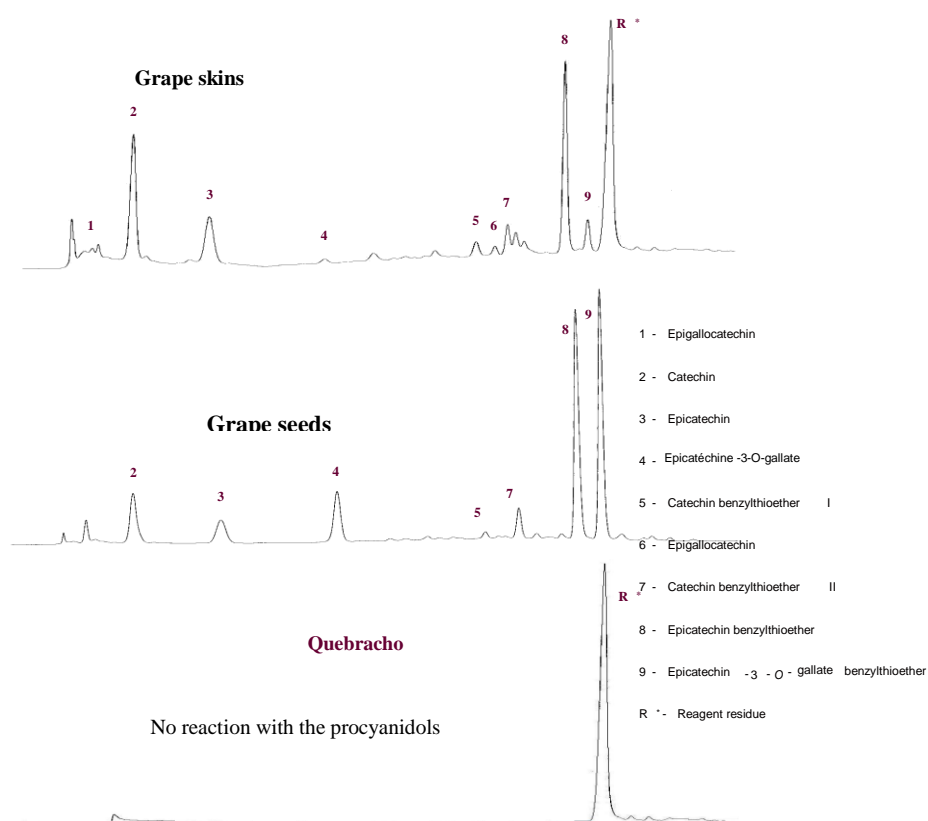 R *
8
Grape skins
2
3
9
7
5
6
1
4
9
8
1 - Epigallocatechin
2 - Catechin
Grape seeds
3 - Epicatechin
4 - Epicatéchine -3-O-gallate
2
4
3
7
5
5 - Catechin benzylthioether I
6 - Epigallocatechin
7 - Catechin benzylthioether II
R *
8 - Epicatechin benzylthioether
Quebracho
9 - Epicatechin -3 - O - gallate benzylthioether
R * - Reagent residue
No reaction with the procyanidols